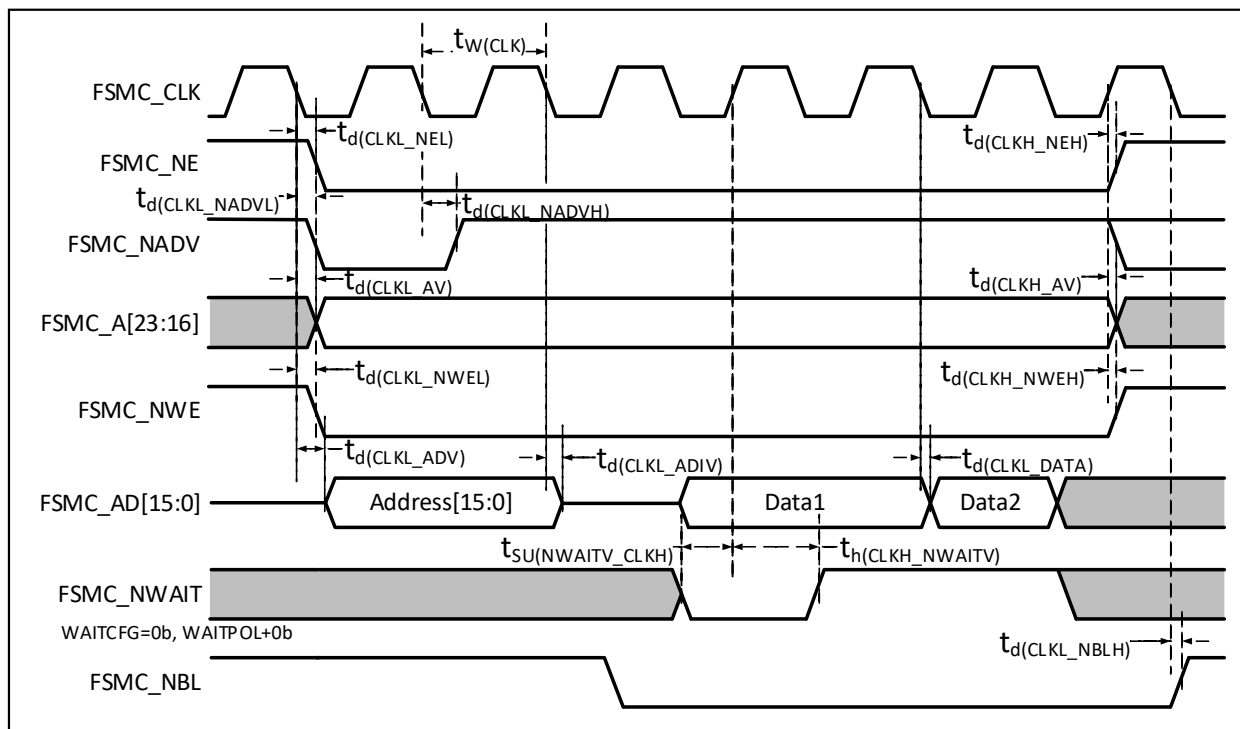 tW(CLK)
FSMC_CLK
td(CLKL_NEL)
td(CLKH_NEH)
FSMC_NE
td(CLKL_NADVL)
td(CLKL_NADVH)
FSMC_NADV
td(CLKL_AV)
td(CLKH_AV)
FSMC_A[23:16]
td(CLKL_NWEL)
td(CLKH_NWEH)
FSMC_NWE
td(CLKL_ADV)
td(CLKL_ADIV)
td(CLKL_DATA)
FSMC_AD[15:0]
Address[15:0]
Data1
Data2
tSU(NWAITV_CLKH)
th(CLKH_NWAITV)
FSMC_NWAIT
WAITCFG=0b, WAITPOL+0b
td(CLKL_NBLH)
FSMC_NBL